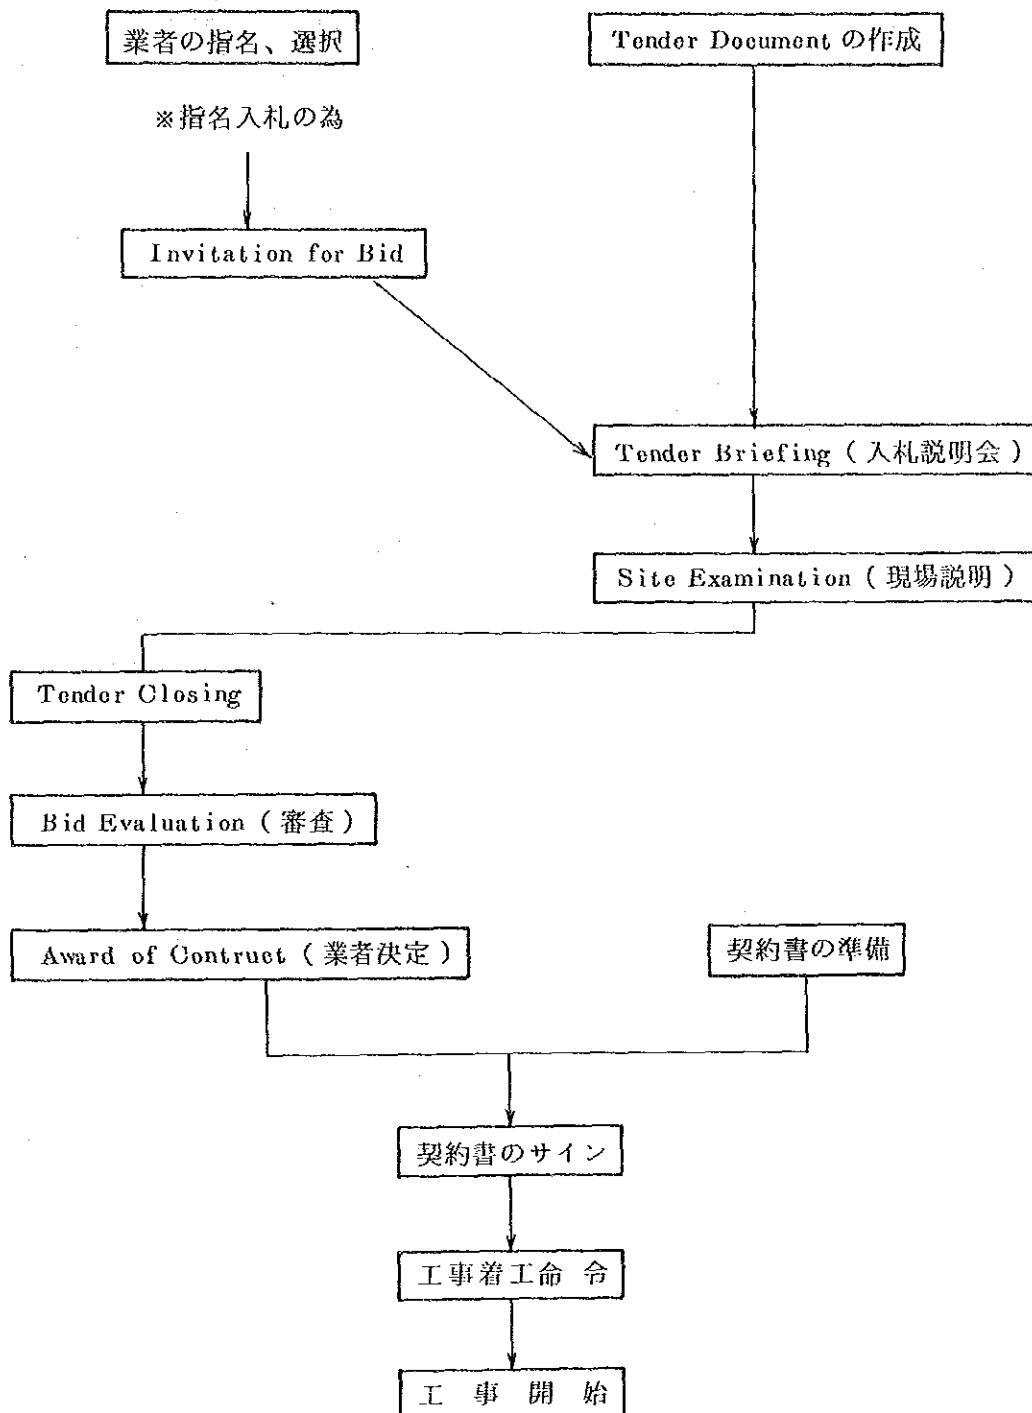 業者の指名、選択
Tender Document の作成
※指名入札の為
Invitation for Bid
Tender Briefing ( 入札説明会 )
Site Examination ( 現場説明 )
Tender Closing
Bid Evaluation ( 審査 )
Award of Contruct ( 業者決定 )
契約書の準備
契約書のサイン
工事着工命 令
工 事 開 始